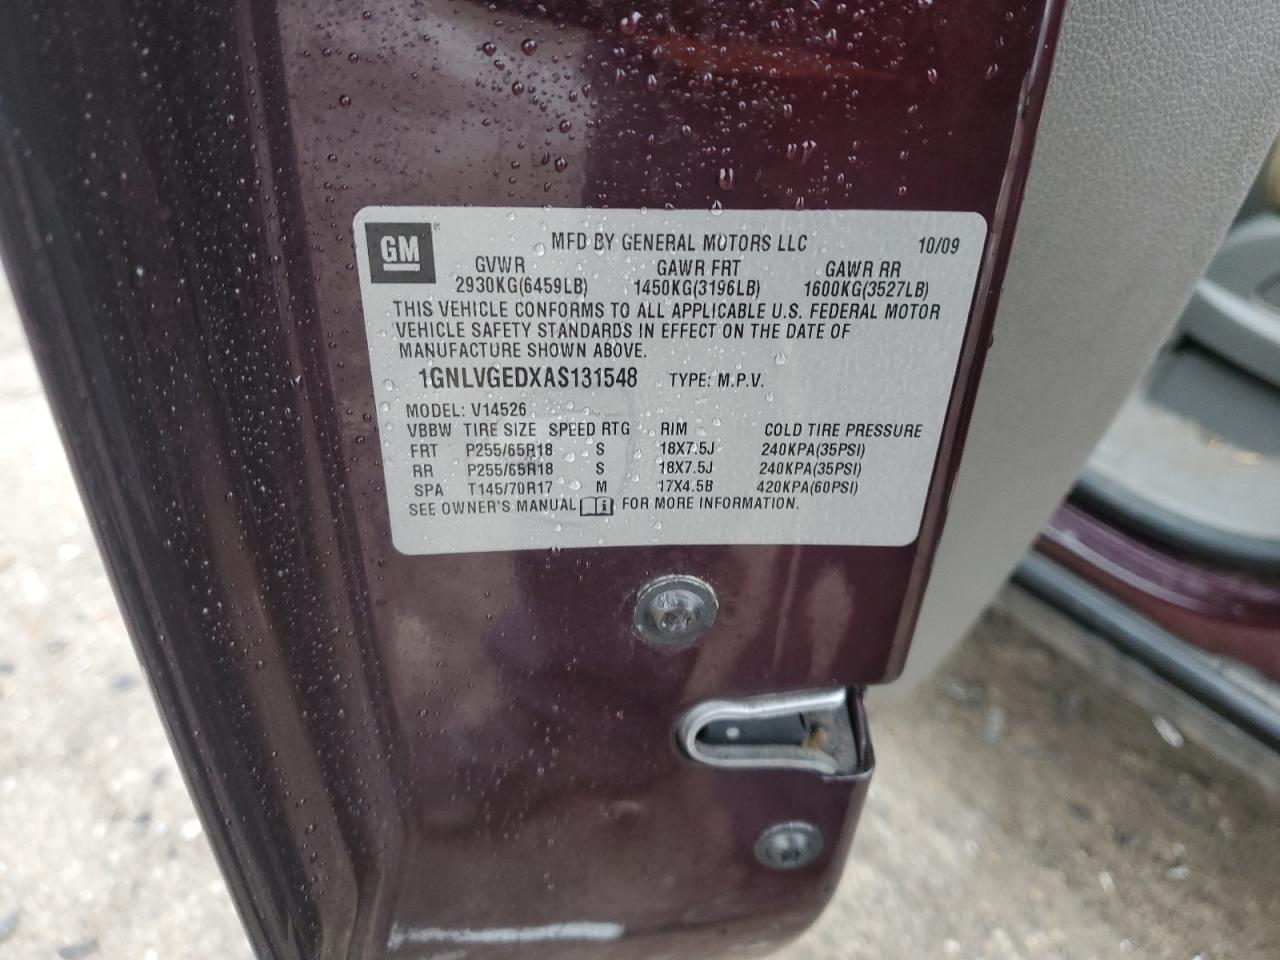 GM®
MFD BY GENERAL MOTORS LLC 10/09
GVWR GAWR FRT GAWR RR
2930KG(6459LB) 1450KG(3196LB) 1600KG(3527LB)
THIS VEHICLE CONFORMS TO ALL APPLICABLE U.S. FEDERAL MOTOR
VEHICLE SAFETY STANDARDS IN EFFECT ON THE DATE OF
MANUFACTURE SHOWN ABOVE.
1GNLVGEDXAS131548 TYPE: M.P.V.
MODEL: V14526
VBBW TIRE SIZE SPEED RTG RIM COLD TIRE PRESSURE
FRT P255/65R18 S 18X7.5J 240KPA(35PSI)
RR P255/65R18 S 18X7.5J 240KPA(35PSI)
SPA T145/70R17 M 17X4.5B 420KPA(60PSI)
SEE OWNER'S MANUAL i FOR MORE INFORMATION.